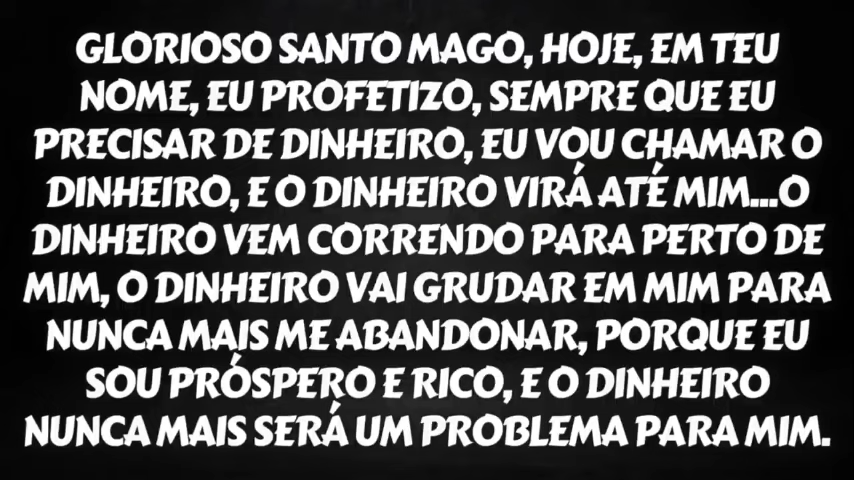 GLORIOSO SANTO MAGO, HOJE, EM TEU
NOME, EU PROFETIZO, SEMPRE QUE EU
PRECISAR DE DINHEIRO, EU VOU CHAMAR O
DINHEIRO, E O DINHEIRO VIRÁ ATÉ MIM...O
DINHEIRO VEM CORRENDO PARA PERTO DE
MIM, O DINHEIRO VAI GRUDAR EM MIM PARA
NUNCA MAIS ME ABANDONAR, PORQUE EU
SOU PRÓSPERO E RICO, E O DINHEIRO
NUNCA MAIS SERÁ UM PROBLEMA PARA MIM.